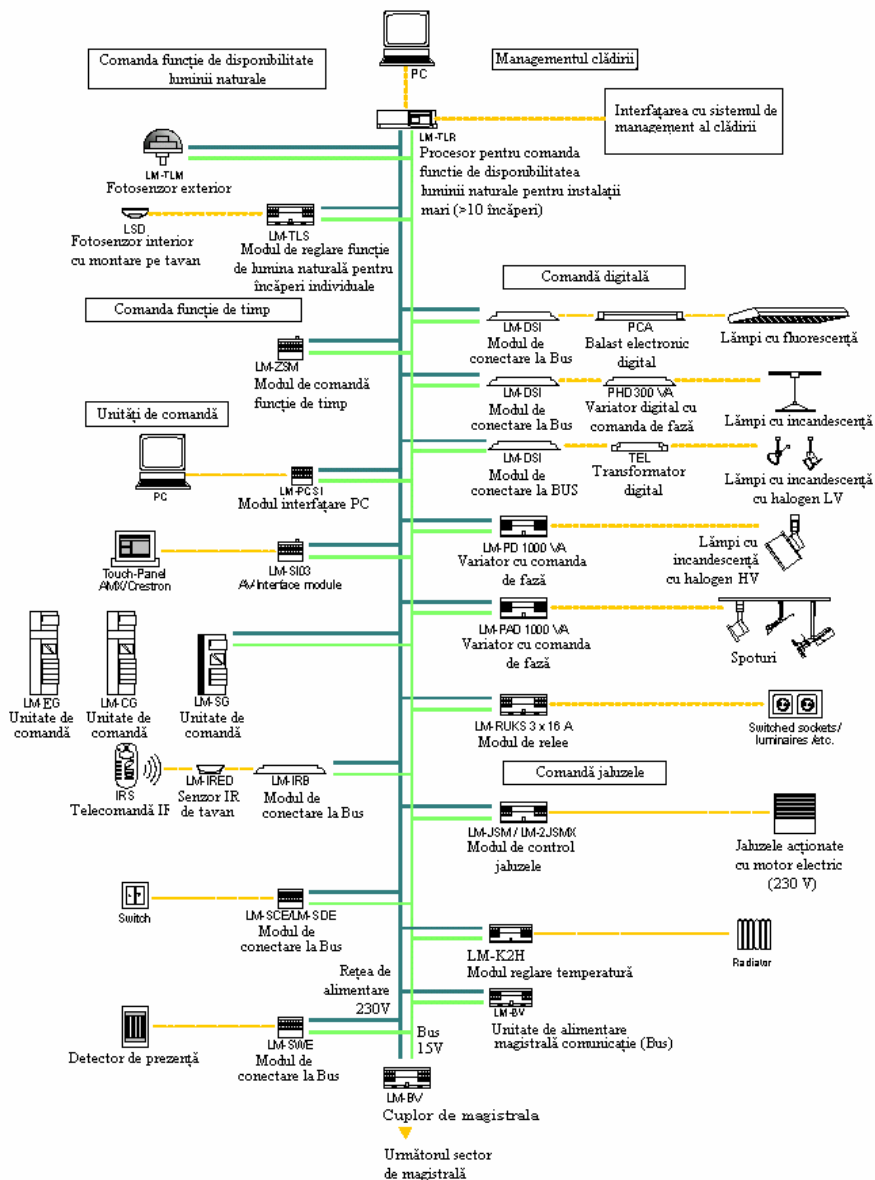 Comanda funcție de disponibilitate
luminii naturale
PC
Managementul clădirii
Interfațarea cu sistemul de
management al clădirii
LM-TLR
Procesor pentru comanda
functie de disponibilitatea
luminii naturale pentru instalații
mari (>10 încăperi)
LM-TLM
Fotosenzor exterior
LSD
Fotosenzor interior
cu montare pe tavan
LM-TLS
Modul de reglare funcție
de lumina naturală pentru
încăperi individuale
Comandă digitală
Comanda funcție de timp
LM-DSI
Modul de
conectare la Bus
PCA
Balast electronic
digital
Lămpi cu fluorescență
LM-ZSM
Modul de comandă
funcție de timp
LM-DSI
Modul de
conectare la Bus
PHD300 VA
Variator digital cu
comanda de fază
Lămpi cu incandescență
Unități de comandă
LM-DSI
Modul de
conectare la BUS
TEL
Transformator
digital
Lămpi cu incandescență
cu halogen LV
PC
LM-PCSI
Modul interfațare PC
LM-PD 1000 VA
Variator cu comanda
de fază
Lămpi cu
incandescență
cu halogen HV
Touch-Panel
AMX/Crestron
LM-SI03
AV/Interface module
LM-PAD 1000 VA
Variator cu comanda
de fază
Spoturi
LM-EG
Unitate de
comandă
LM-CG
Unitate de
comandă
LM-SG
Unitate de
comandă
LM-RUKS 3 x 16 A
Modul de relee
Switched sockets/
luminaires /etc.
IRS
Telecomandă IF
LM-IRED
Senzor IR
de tavan
LM-IRB
Modul de
conectare la Bus
Comandă jaluzele
LM-JSM / LM-2JSMX
Modul de control
jaluzele
Jaluzele acționate
cu motor electric
(230 V)
Switch
LM-SCE/LM-SDE
Modul de
conectare la Bus
LM-K2H
Modul reglare temperatură
Radiator
Rețea de
alimentare
230V
LM-BV
Unitate de alimentare
magistrală comunicație (Bus)
Detector de prezență
LM-SWE
Modul de
conectare la Bus
Bus
15V
LM-BV
Cuplor de magistrala
Următorul sector
de magistrală